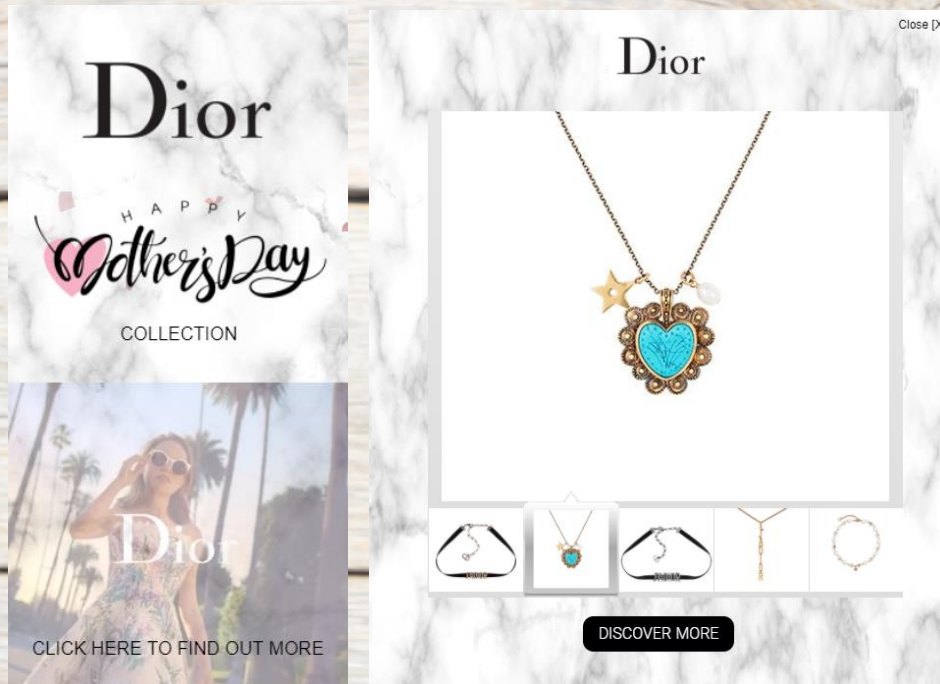 Dior
HAPPY
Mother's Day
COLLECTION
Dior
CLICK HERE TO FIND OUT MORE
Close [X
Dior
DISCOVER MORE